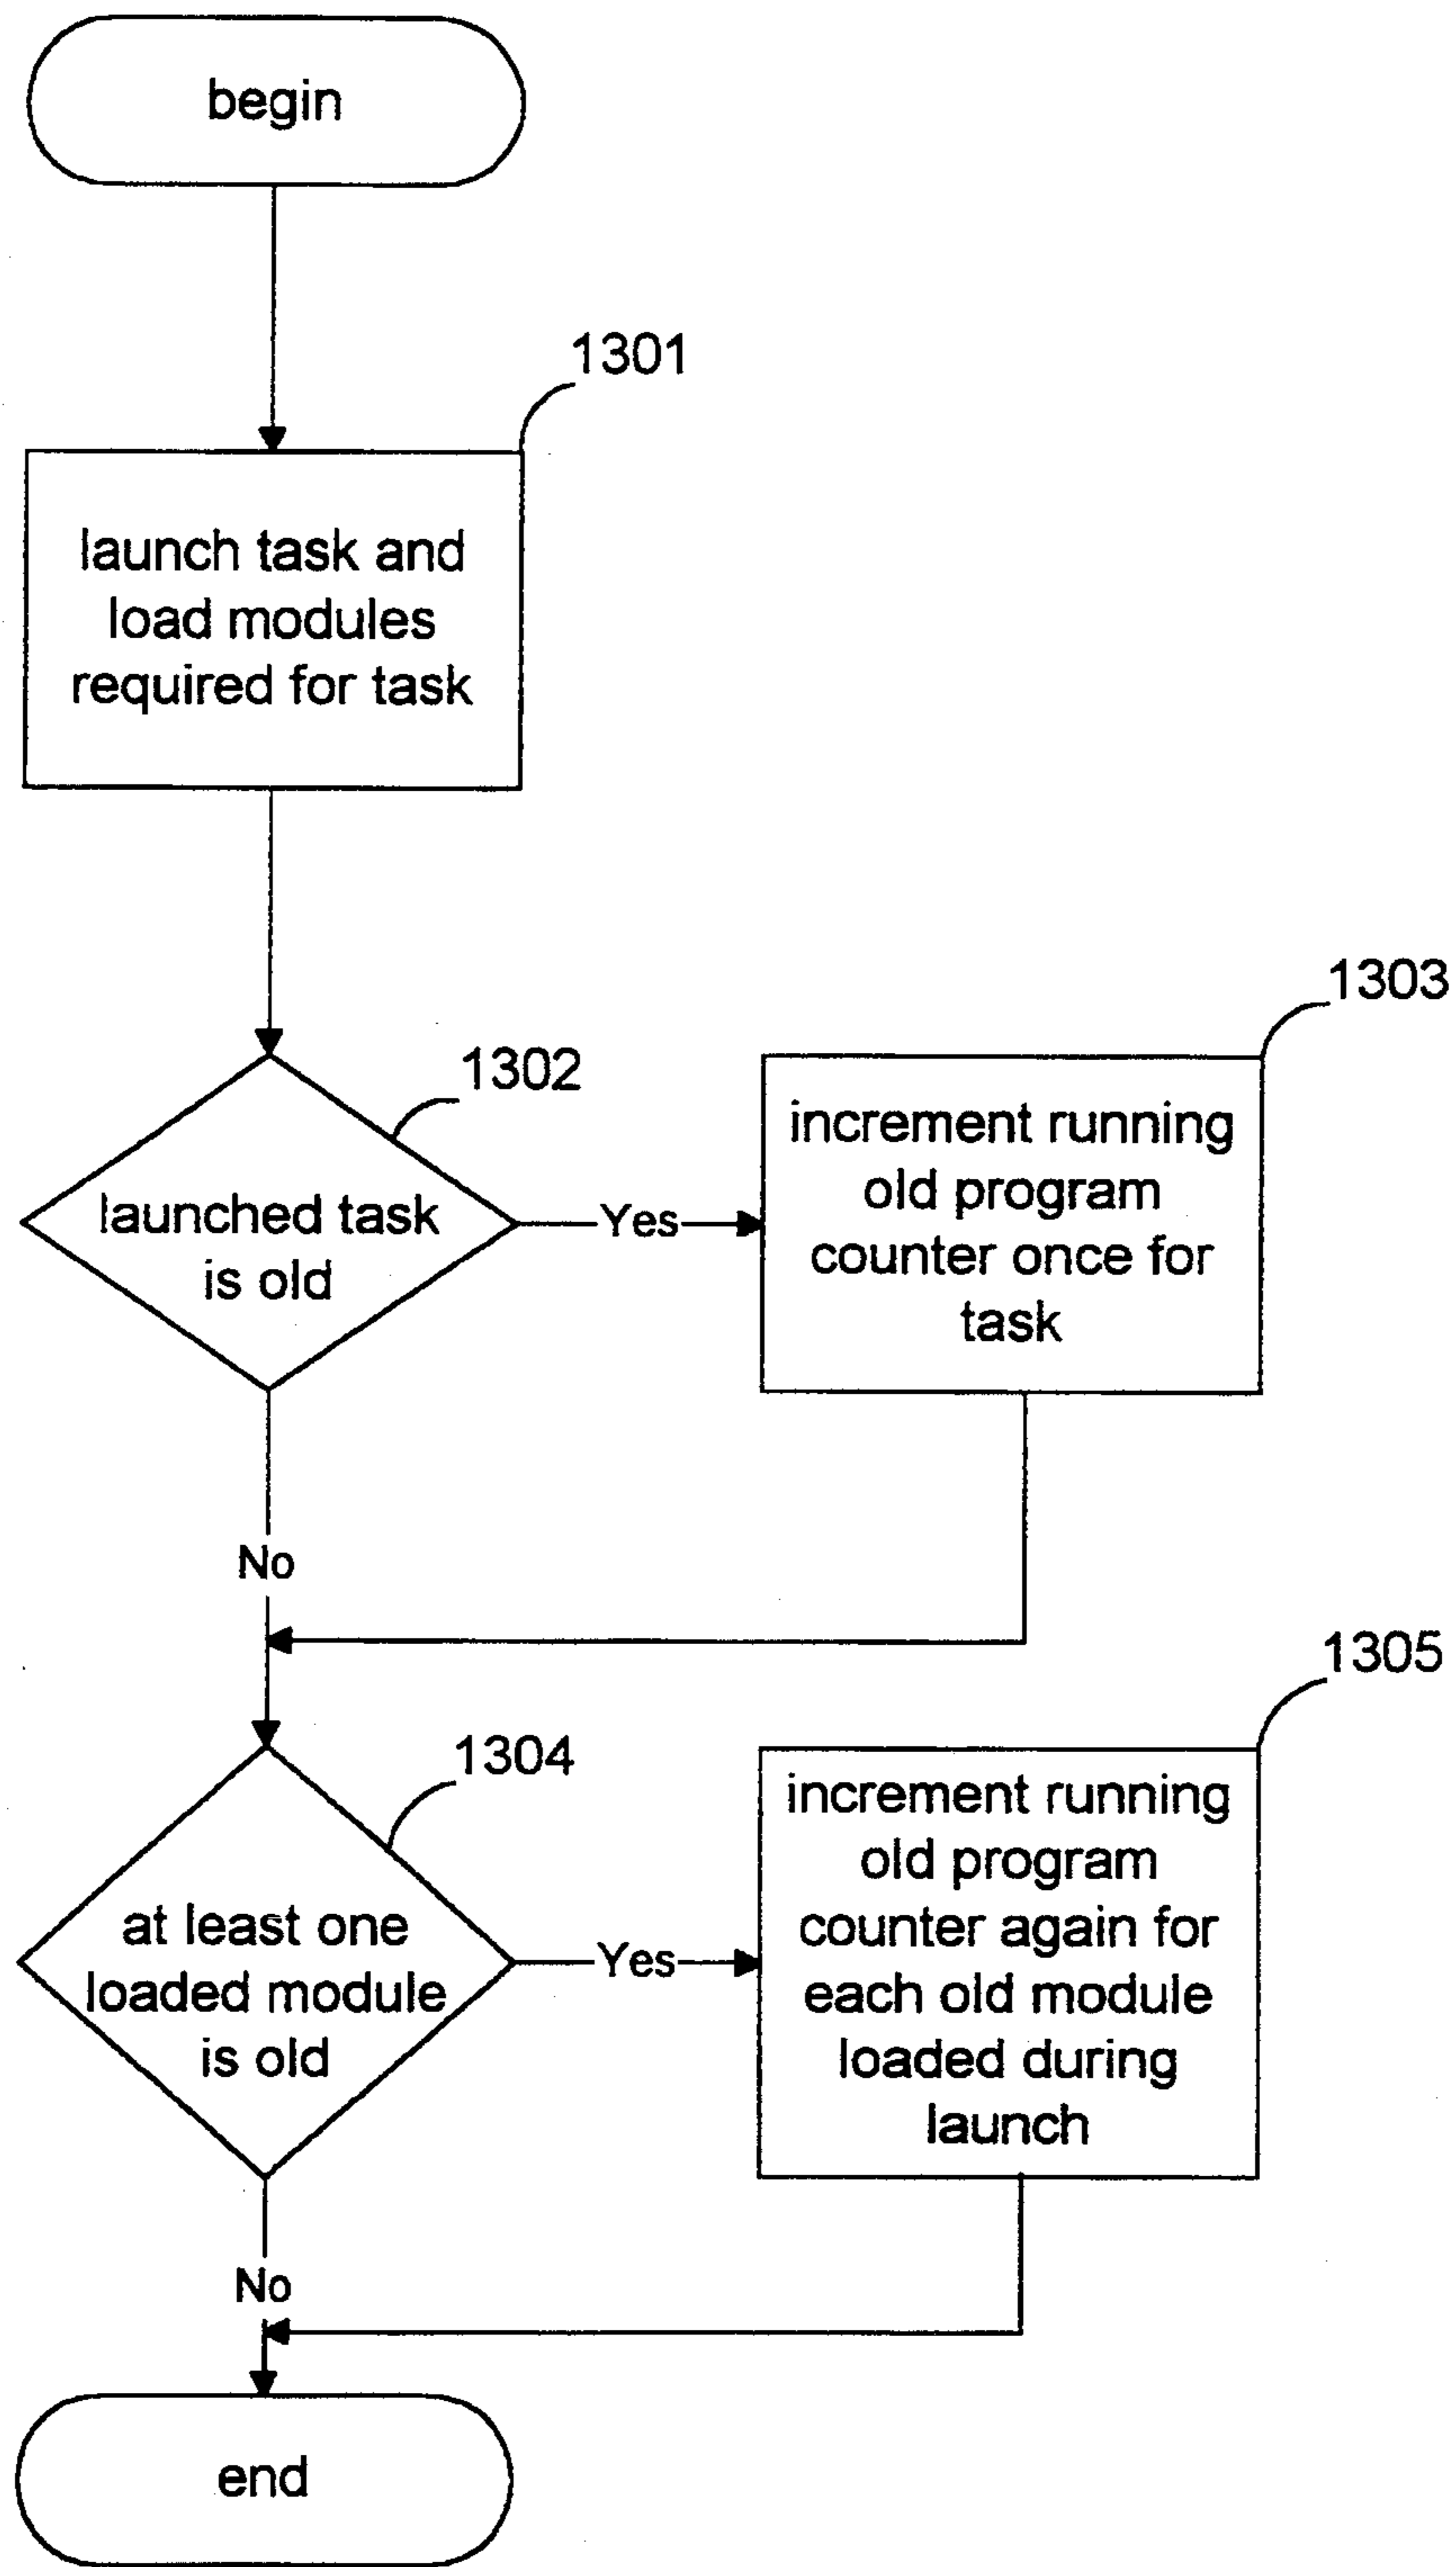 begin
1301
launch task and
load modules
required for task
1302
launched task
is old
Yes
1303
increment running
old program
counter once for
task
No
1304
at least one
loaded module
is old
Yes
1305
increment running
old program
counter again for
each old module
loaded during
launch
No
end